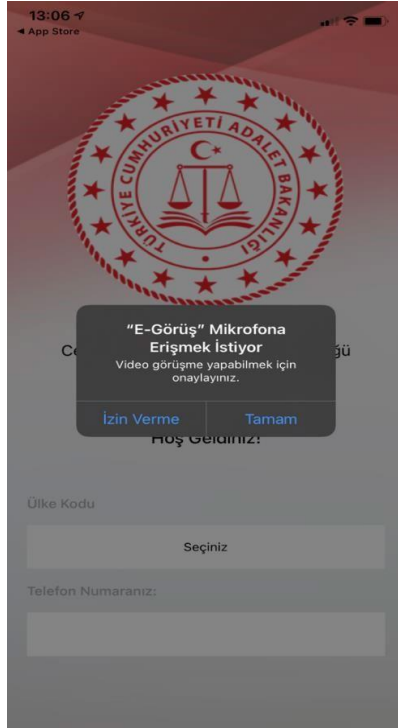 13:06
App Store
TÜRKİYE CUMHURİYETİ ADALET BAKANLIĞI
"E-Görüş" Mikrofona
Erişmek İstiyor
Video görüşme yapabilmek için
onaylayınız.
İzin Verme
Tamam
Hoş Geldiniz!
Ülke Kodu
Seçiniz
Telefon Numaranız: